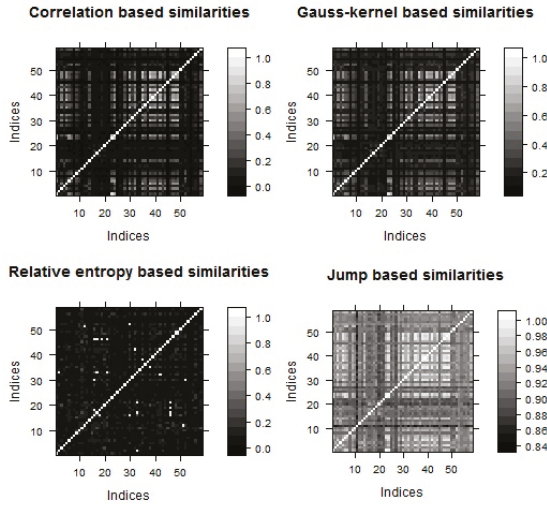 Correlation based similarities
Gauss-kernel based similarities
Indices
50
40
30
20
10
10 20 30 40 50
Indices
1.0
0.8
0.6
0.4
0.2
0.0
Indices
50
40
30
20
10
10 20 30 40 50
Indices
1.0
0.8
0.6
0.4
0.2
Relative entropy based similarities
Jump based similarities
Indices
50
40
30
20
10
10 20 30 40 50
Indices
1.0
0.8
0.6
0.4
0.2
0.0
Indices
50
40
30
20
10
10 20 30 40 50
Indices
1.00
0.98
0.96
0.94
0.92
0.90
0.88
0.86
0.84